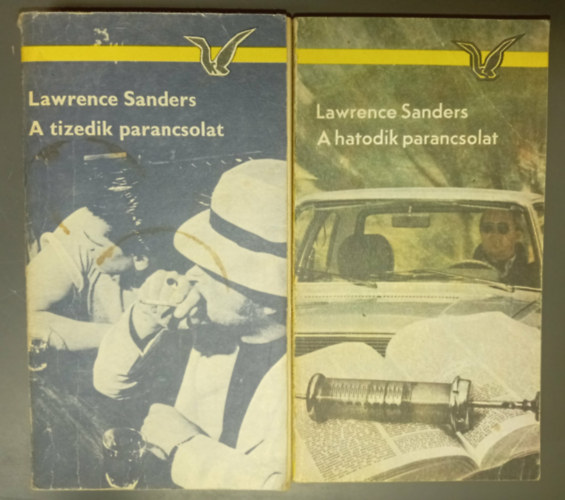 Lawrence Sanders
A tizedik parancsolat
Lawrence Sanders
A hatodik parancsolat